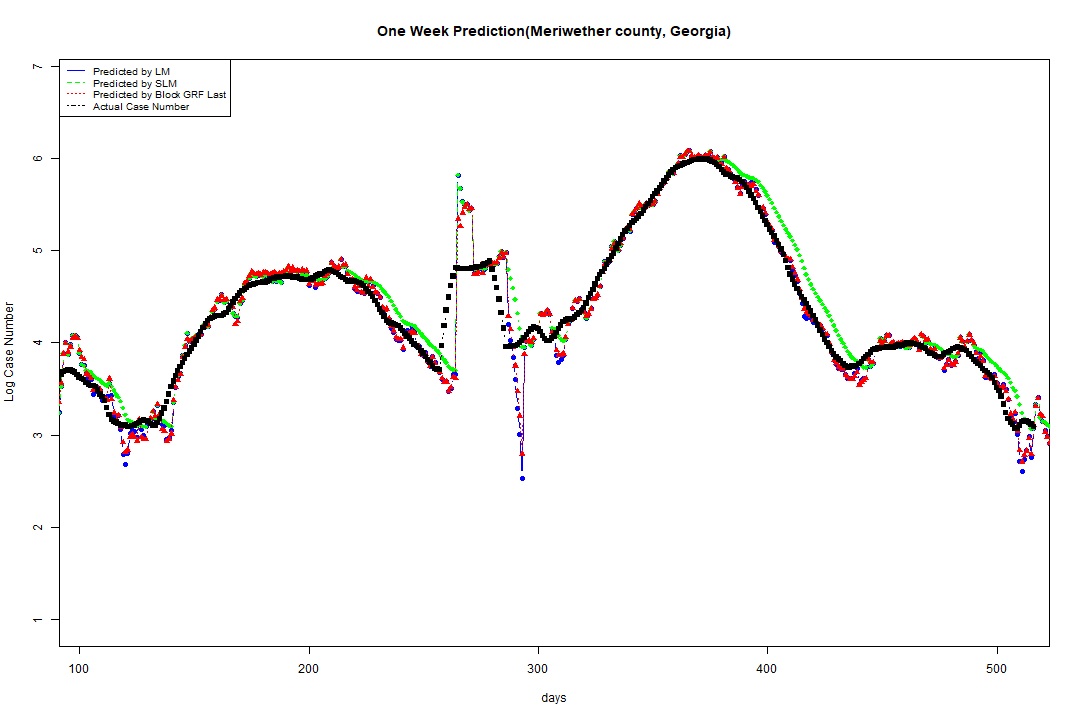 One Week Prediction(Meriwether county, Georgia)
Predicted by LM
Predicted by SLM
Predicted by Block GRF Last
Actual Case Number
7
6
5
4
3
2
1
Log Case Number
100 200 300 400 500
days